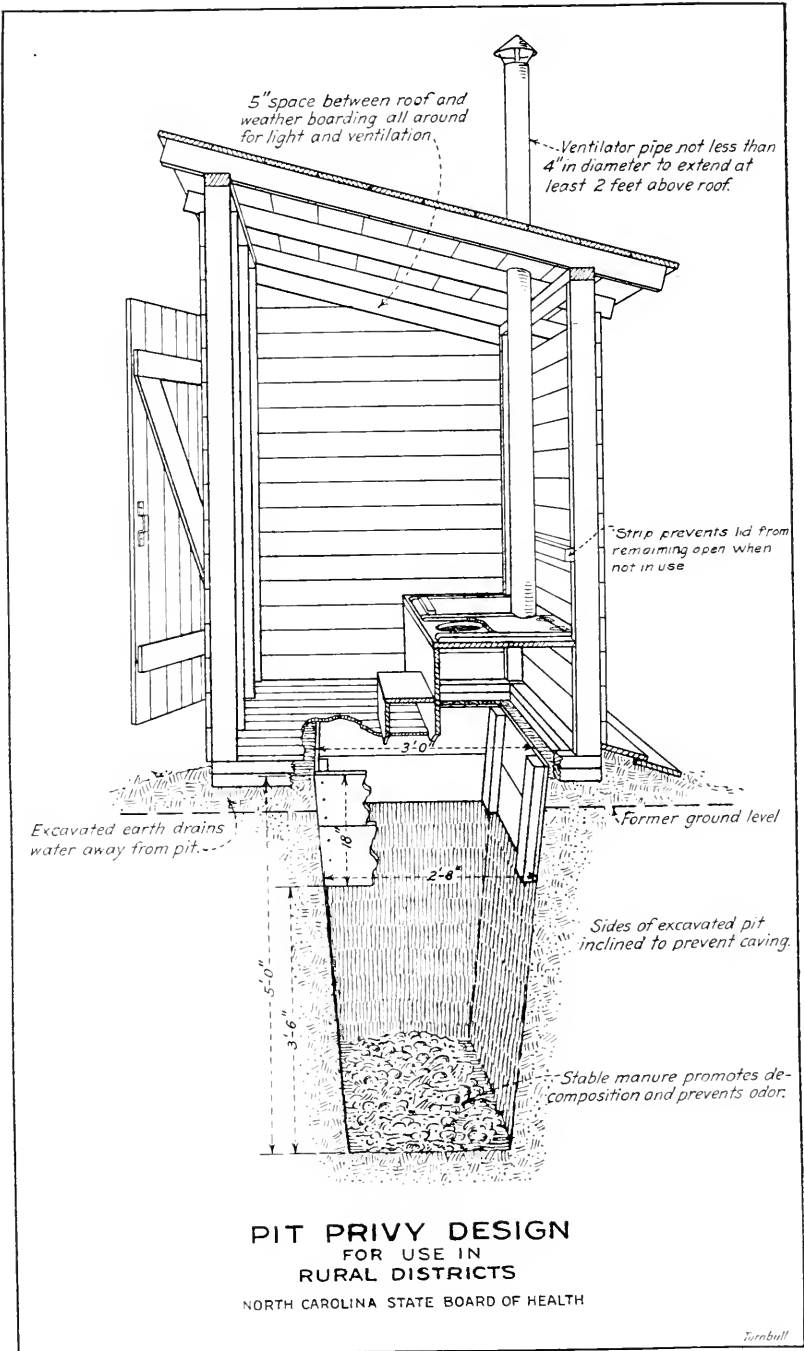 5" space between roof and
weather boarding all around
for light and ventilation
Ventilator pipe not less than
4" in diameter to extend at
least 2 feet above roof.
Strip prevents lid from
remaining open when
not in use
3'-0"
Excavated earth drains
water away from pit.
Former ground level
18"
2'-8"
Sides of excavated pit
inclined to prevent caving.
5'-0"
3'-6"
Stable manure promotes de-
composition and prevents odor.
PIT PRIVY DESIGN
FOR USE IN
RURAL DISTRICTS
NORTH CAROLINA STATE BOARD OF HEALTH
Turnbull